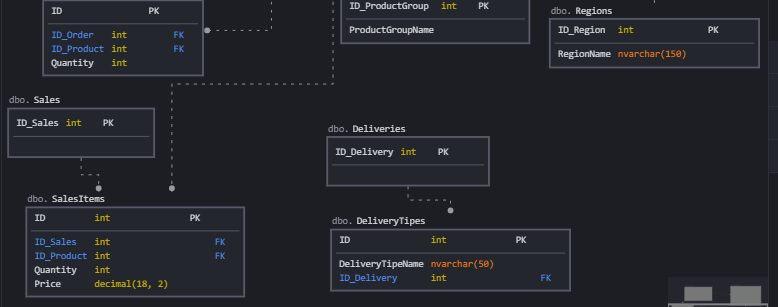 ID PK
ID_Order int FK
ID_Product int FK
Quantity int
ID_ProductGroup int PK
ProductGroupName
dbo. Regions
ID_Region int PK
RegionName nvarchar(150)
dbo. Sales
ID_Sales int PK
dbo. Deliveries
ID_Delivery int PK
dbo. SalesItems
ID int PK
ID_Sales int FK
ID_Product int FK
Quantity int
Price decimal(18, 2)
dbo. DeliveryTipes
ID int PK
DeliveryTipeName nvarchar(50)
ID_Delivery int FK